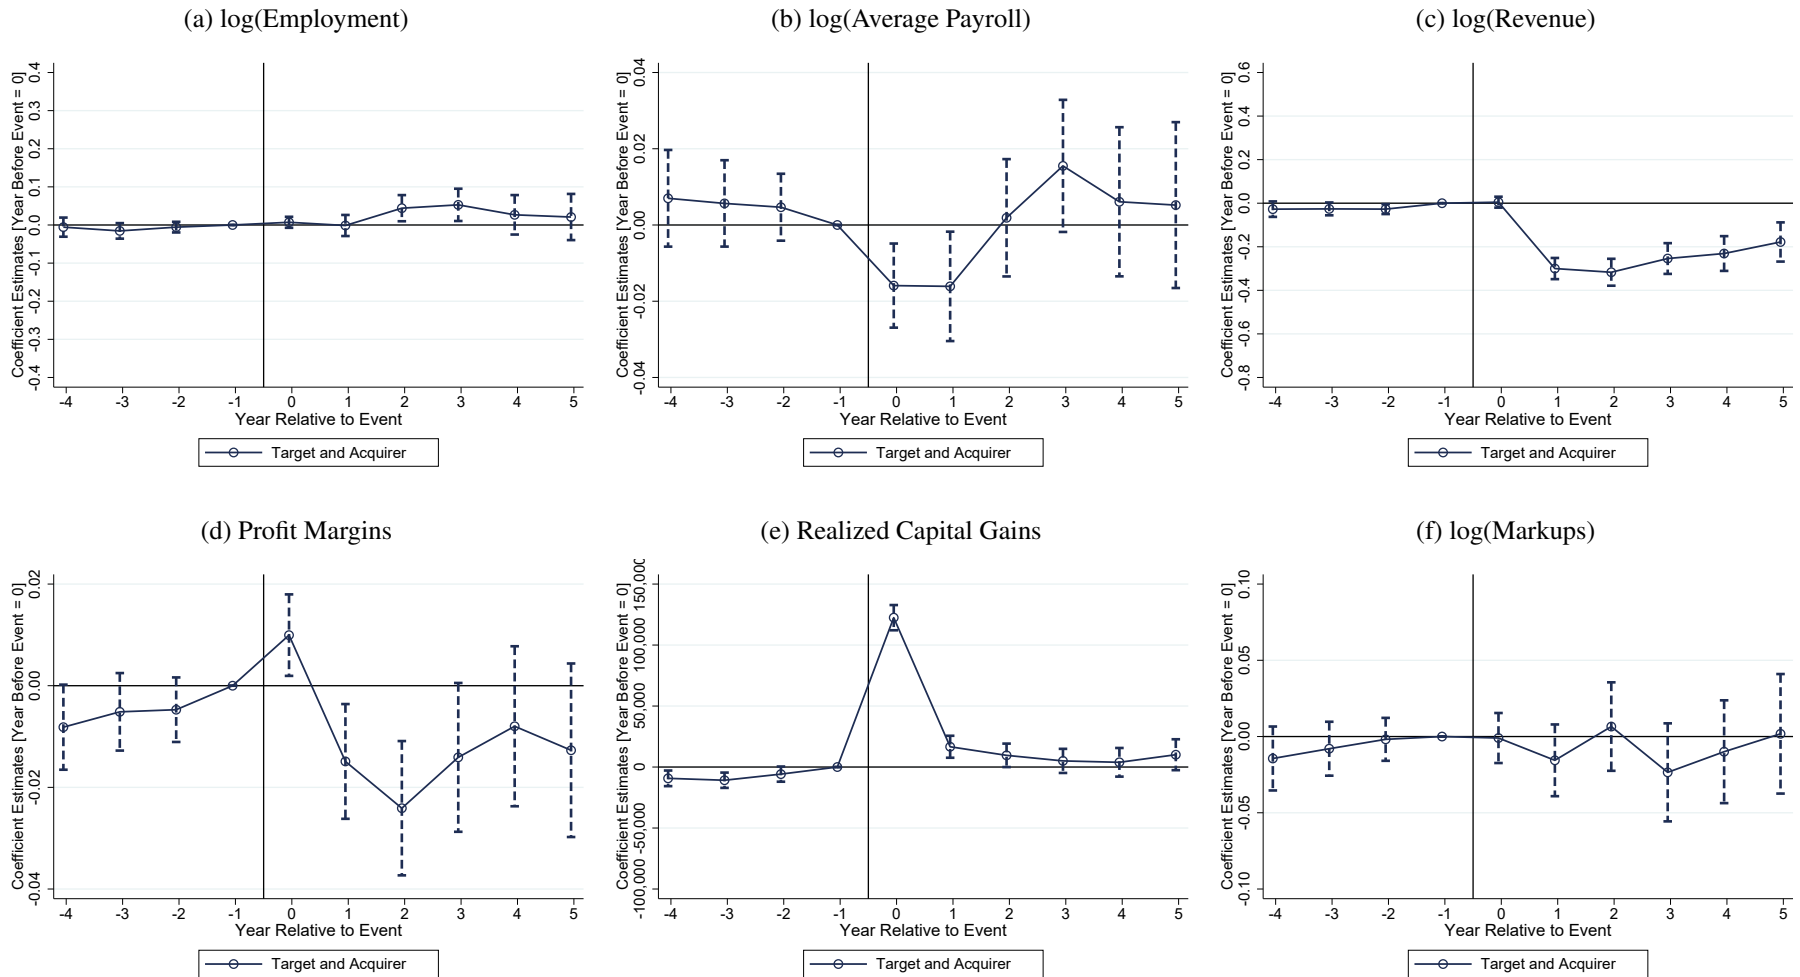 (a) log(Employment)
Coefficient Estimates [Year Before Event = 0]
0.4
0.3
0.2
0.1
0.0
-0.1
-0.2
-0.3
-0.4
-4 -3 -2 -1 0 1 2 3 4 5
Year Relative to Event
Target and Acquirer
(b) log(Average Payroll)
Coefficient Estimates [Year Before Event = 0]
0.04
0.02
0.00
-0.02
-0.04
-4 -3 -2 -1 0 1 2 3 4 5
Year Relative to Event
Target and Acquirer
(c) log(Revenue)
Coefficient Estimates [Year Before Event = 0]
0.6
0.4
0.2
0.0
-0.2
-0.4
-0.6
-0.8
-4 -3 -2 -1 0 1 2 3 4 5
Year Relative to Event
Target and Acquirer
(d) Profit Margins
Coefficient Estimates [Year Before Event = 0]
0.02
0.00
-0.02
-0.04
-4 -3 -2 -1 0 1 2 3 4 5
Year Relative to Event
Target and Acquirer
(e) Realized Capital Gains
Coefficient Estimates [Year Before Event = 0]
150,000
100,000
50,000
0
-50,000
-100,000
-4 -3 -2 -1 0 1 2 3 4 5
Year Relative to Event
Target and Acquirer
(f) log(Markups)
Coefficient Estimates [Year Before Event = 0]
0.10
0.05
0.00
-0.05
-0.10
-4 -3 -2 -1 0 1 2 3 4 5
Year Relative to Event
Target and Acquirer